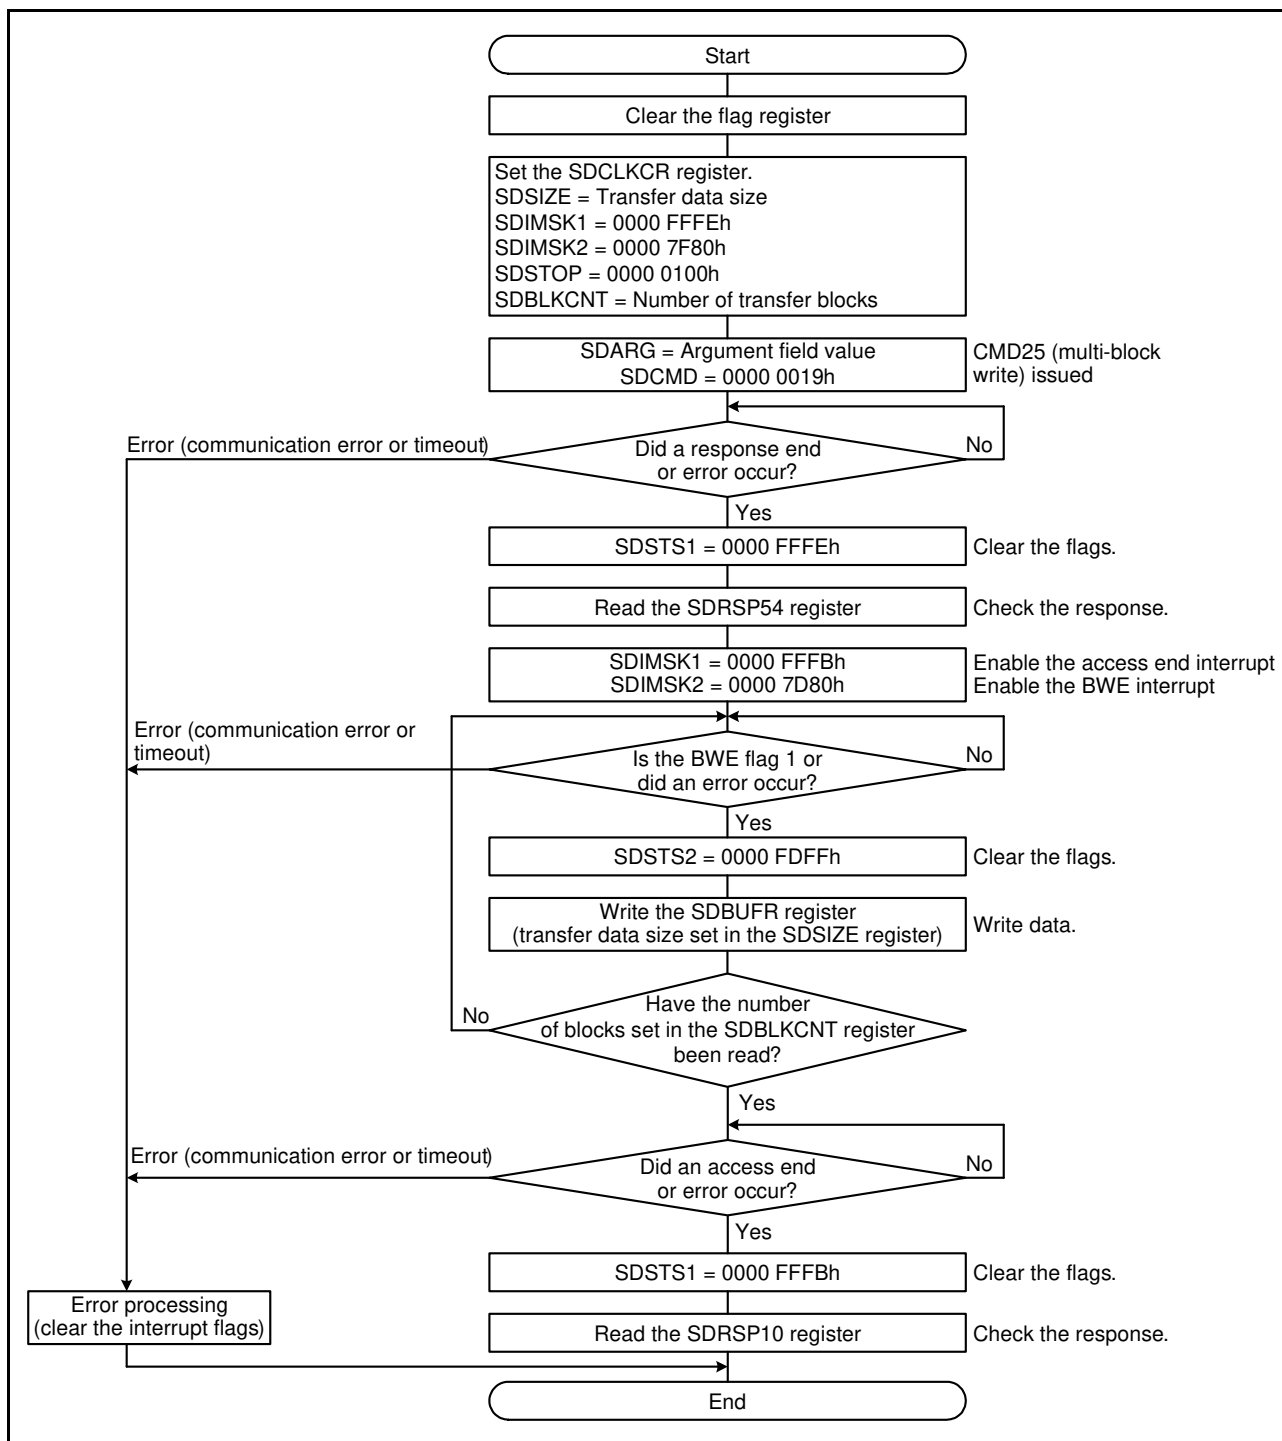 Start
Clear the flag register
Set the SDCLKCR register.
SDSIZE = Transfer data size
SDIMSK1 = 0000 FFFEh
SDIMSK2 = 0000 7F80h
SDSTOP = 0000 0100h
SDBLKCNT = Number of transfer blocks
SDARG = Argument field value
SDCMD = 0000 0019h
CMD25 (multi-block
write) issued
Error (communication error or timeout)
Did a response end
or error occur?
No
Yes
SDSTS1 = 0000 FFFEh
Clear the flags.
Read the SDRSP54 register
Check the response.
SDIMSK1 = 0000 FFFBh
SDIMSK2 = 0000 7D80h
Enable the access end interrupt
Enable the BWE interrupt
Error (communication error or
timeout)
Is the BWE flag 1 or
did an error occur?
No
Yes
SDSTS2 = 0000 FDFFh
Clear the flags.
Write the SDBUFR register
(transfer data size set in the SDSIZE register)
Write data.
No
Have the number
of blocks set in the SDBLKCNT register
been read?
Yes
Error (communication error or timeout)
Did an access end
or error occur?
No
Yes
SDSTS1 = 0000 FFFBh
Clear the flags.
Error processing
(clear the interrupt flags)
Read the SDRSP10 register
Check the response.
End